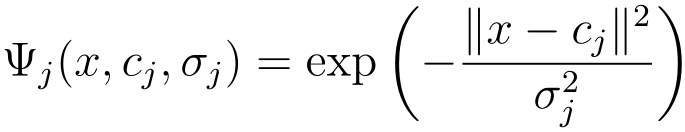 Ψ_j(x, c_j, σ_j) = exp(−‖x − c_j‖² / σ_j²)